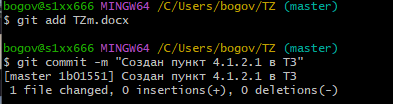 bogov@s1xx666 MINGW64 /C/Users/bogov/TZ (master)
$ git add TZm.docx
bogov@s1xx666 MINGW64 /C/Users/bogov/TZ (master)
$ git commit -m "Создан пункт 4.1.2.1 в ТЗ"
[master 1b01551] Создан пункт 4.1.2.1 в ТЗ
1 file changed, 0 insertions(+), 0 deletions(-)